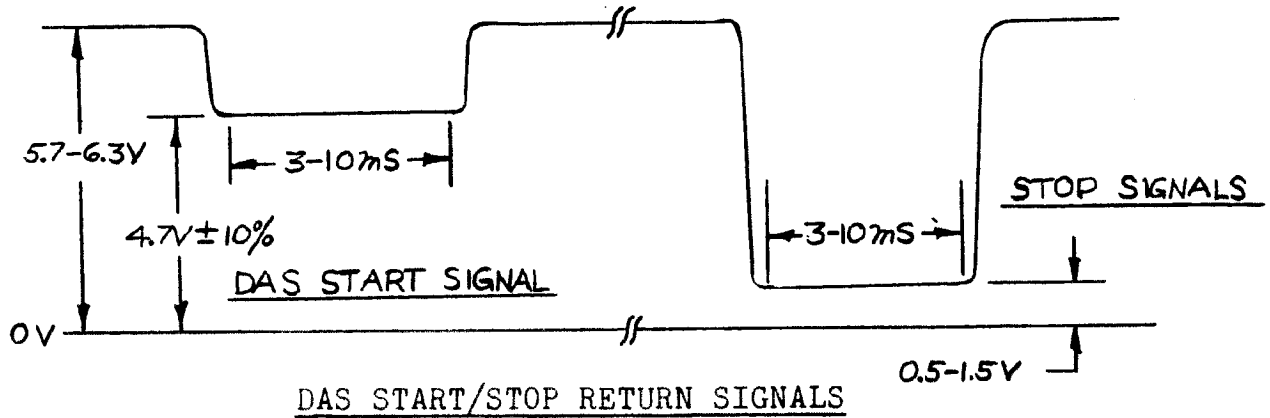 5.7-6.3V
3-10mS
4.7V±10%
DAS START SIGNAL
0V
3-10mS
STOP SIGNALS
0.5-1.5V
DAS START/STOP RETURN SIGNALS